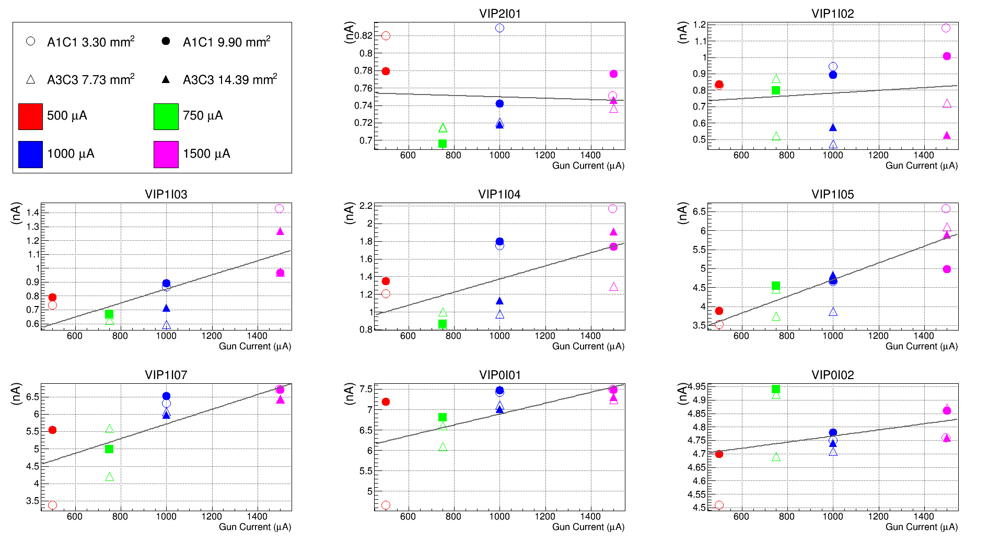 A1C1 3.30 mm² A1C1 9.90 mm²
A3C3 7.73 mm² A3C3 14.39 mm²
500 μA 750 μA
1000 μA 1500 μA
VIP2I01
(nA)
0.82
0.8
0.78
0.76
0.74
0.72
0.7
600 800 1000 1200 1400
Gun Current (μA)
VIP1I02
(nA)
1.2
1.1
1
0.9
0.8
0.7
0.6
0.5
600 800 1000 1200 1400
Gun Current (μA)
VIP1I03
(nA)
1.4
1.3
1.2
1.1
1
0.9
0.8
0.7
0.6
600 800 1000 1200 1400
Gun Current (μA)
VIP1I04
(nA)
2.2
2
1.8
1.6
1.4
1.2
1
0.8
600 800 1000 1200 1400
Gun Current (μA)
VIP1I05
(nA)
6.5
6
5.5
5
4.5
4
3.5
600 800 1000 1200 1400
Gun Current (μA)
VIP1I07
(nA)
6.5
6
5.5
5
4.5
4
3.5
600 800 1000 1200 1400
Gun Current (μA)
VIP0I01
(nA)
7.5
7
6.5
6
5.5
5
600 800 1000 1200 1400
Gun Current (μA)
VIP0I02
(nA)
4.95
4.9
4.85
4.8
4.75
4.7
4.65
4.6
4.55
4.5
600 800 1000 1200 1400
Gun Current (μA)